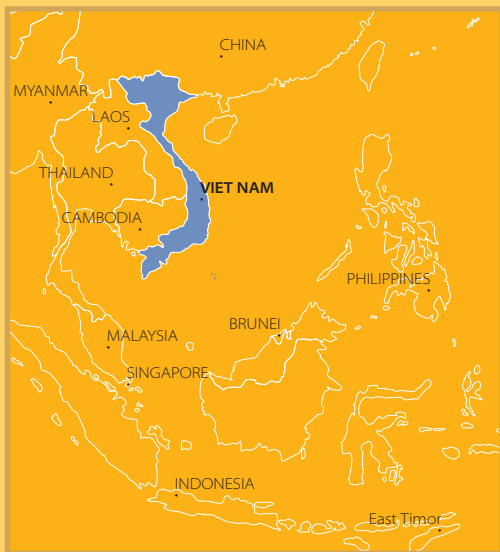 CHINA
MYANMAR
LAOS
THAILAND
VIET NAM
CAMBODIA
PHILIPPINES
BRUNEI
MALAYSIA
SINGAPORE
INDONESIA
East Timor